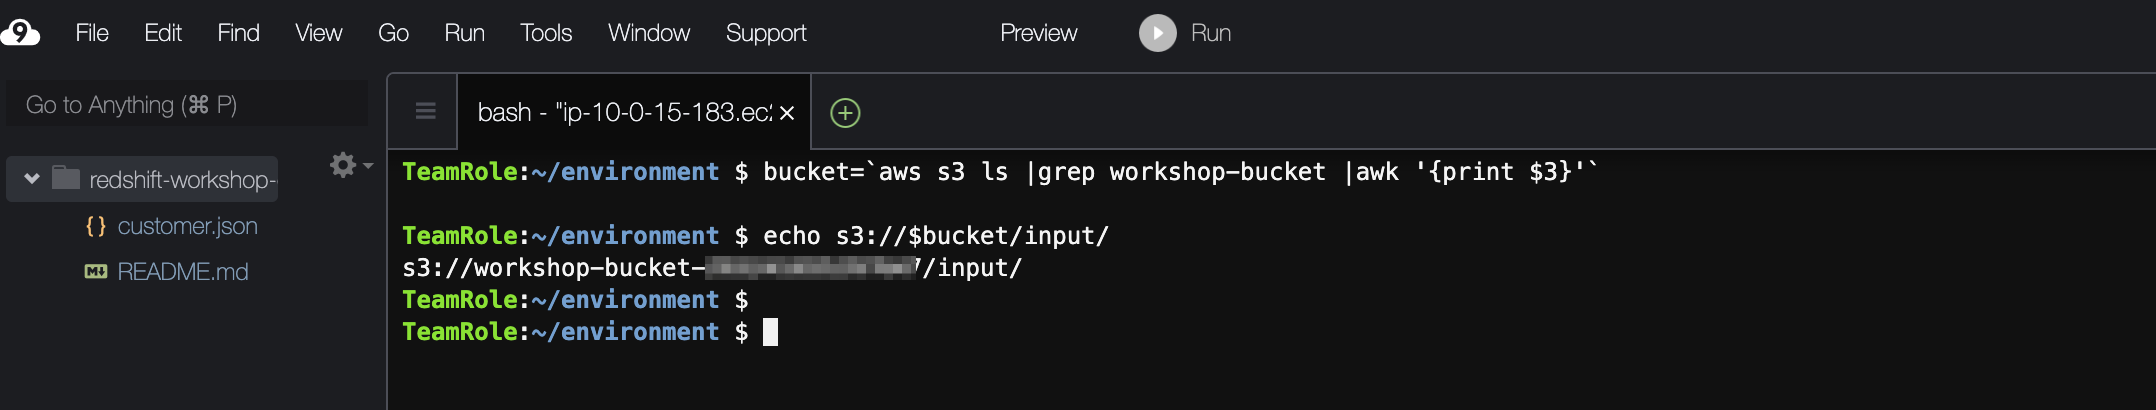 9 File Edit Find View Go Run Tools Window Support Preview Run
Go to Anything (⌘ P)
bash - "ip-10-0-15-183.ec2
redshift-workshop-
customer.json
README.md
TeamRole:~/environment $ bucket=`aws s3 ls |grep workshop-bucket |awk '{print $3}'`
TeamRole:~/environment $ echo s3://$bucket/input/
s3://workshop-bucket- /input/
TeamRole:~/environment $
TeamRole:~/environment $